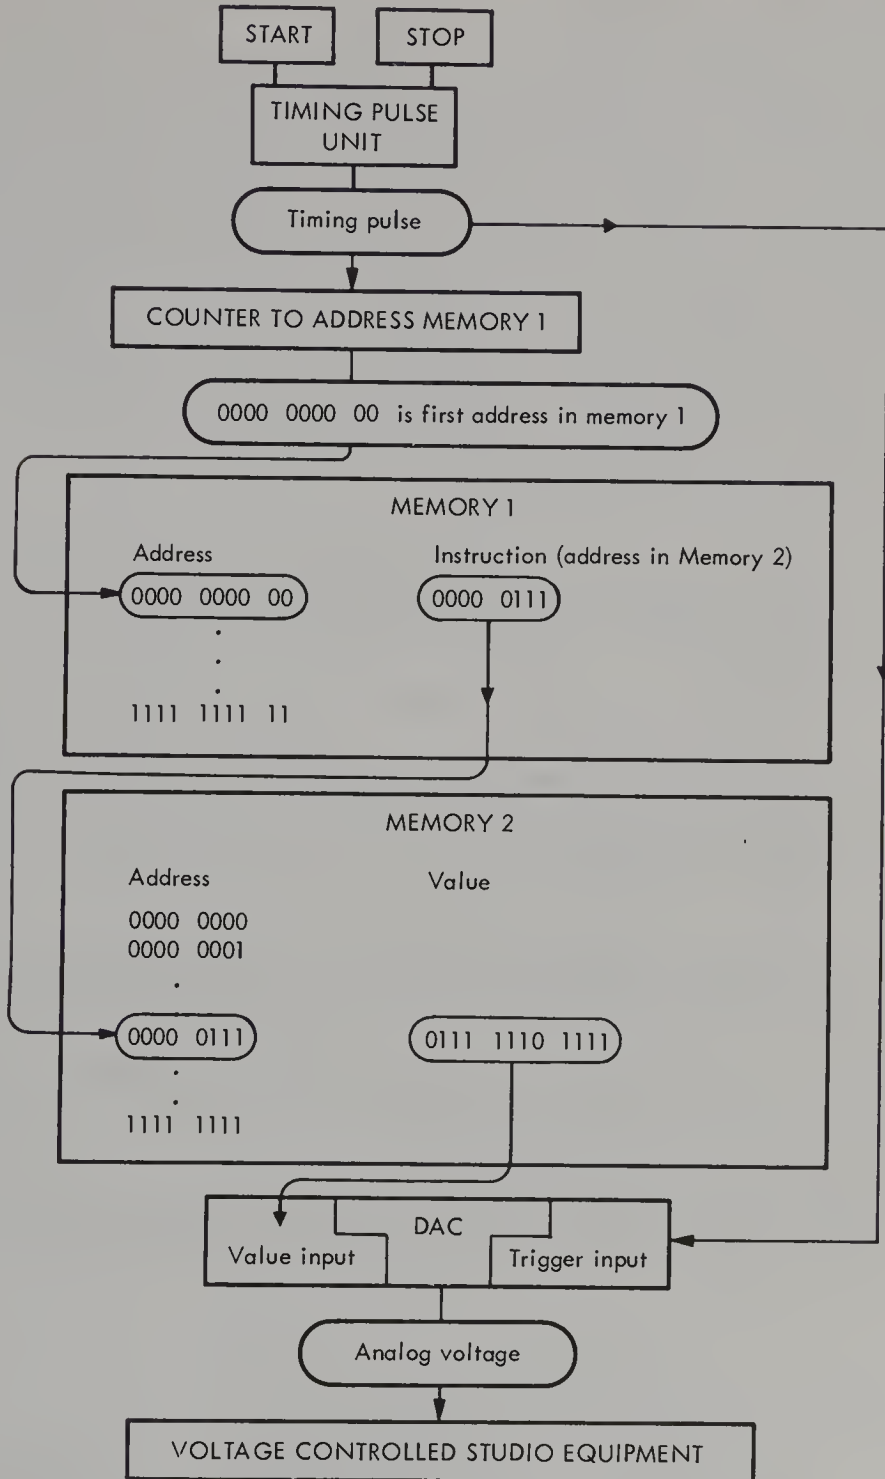 START
STOP
TIMING PULSE
UNIT
Timing pulse
COUNTER TO ADDRESS MEMORY 1
0000 0000 00 is first address in memory 1
MEMORY 1
Address
Instruction (address in Memory 2)
0000 0000 00
0000 0111
1111 1111 11
MEMORY 2
Address
Value
0000 0000
0000 0001
0000 0111
0111 1110 1111
1111 1111
DAC
Value input
Trigger input
Analog voltage
VOLTAGE CONTROLLED STUDIO EQUIPMENT